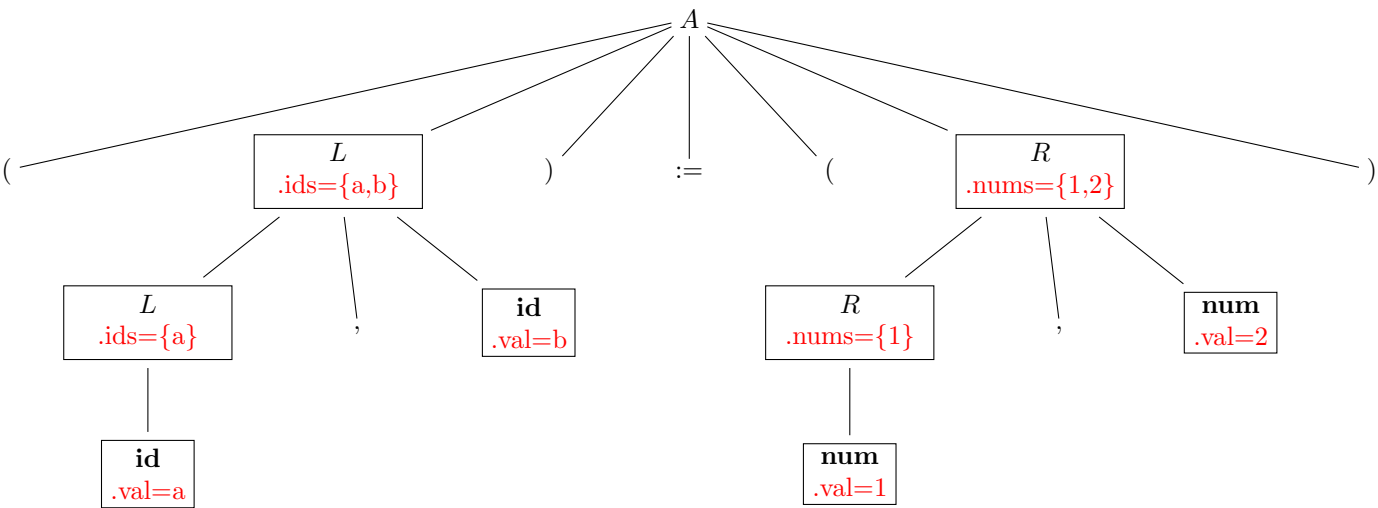 A
( L ) := ( R )
.ids={a,b} .nums={1,2}
L , id R , num
.ids={a} .val=b .nums={1} .val=2
id num
.val=a .val=1